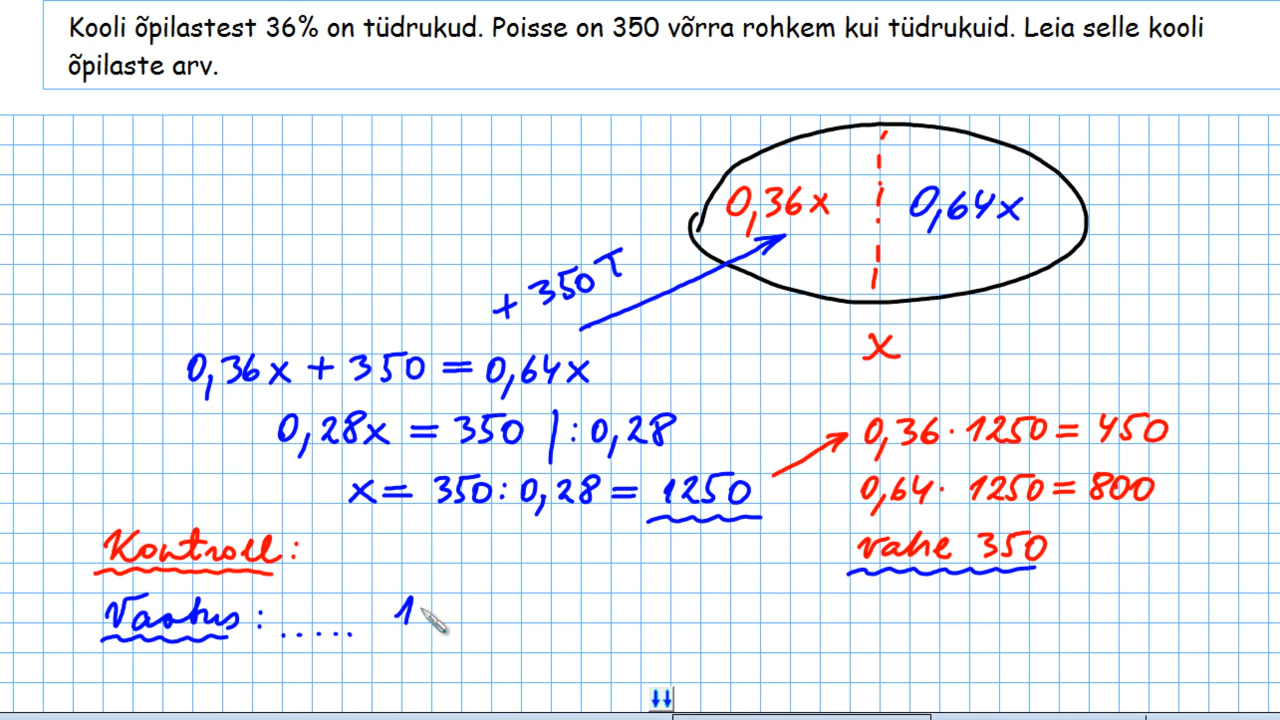 Kooli õpilastest 36% on tüdrukud. Poisse on 350 võrra rohkem kui tüdrukuid. Leia selle kooli
õpilaste arv.
0,36x 0,64x
+ 350 T
x
0,36x + 350 = 0,64x
0,28x = 350 | : 0,28
x = 350 : 0,28 = 1250
0,36 · 1250 = 450
0,64 · 1250 = 800
vahe 350
Kontroll:
Vastus: ..... 1